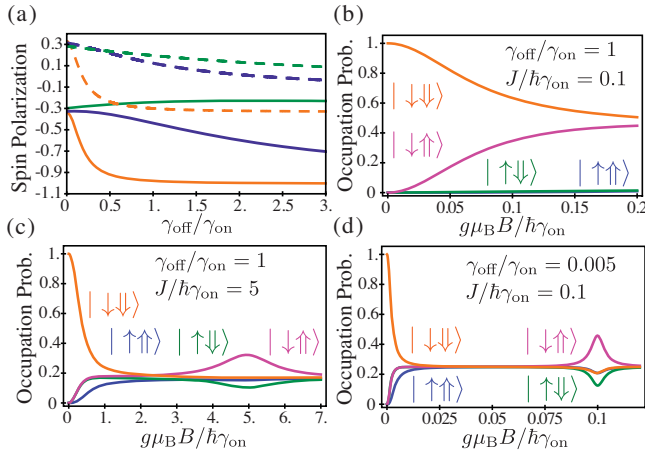 (a)
Spin Polarization
0.3
0.1
-0.1
-0.3
-0.5
-0.7
-0.9
-1.1
0 0.5 1. 1.5 2. 2.5 3.
γoff/γon
(b)
Occupation Prob.
1.
0.8
0.6
0.4
0.2
0
γoff/γon = 1
J/ħγon = 0.1
| ↓⇓⟩
| ↓⇑⟩
| ↑⇓⟩ | ↑⇑⟩
0 0.05 0.1 0.15 0.2
gμBB/ħγon
(c)
Occupation Prob.
1.
0.8
0.6
0.4
0.2
0
γoff/γon = 1
J/ħγon = 5
| ↓⇓⟩
| ↑⇑⟩ | ↑⇓⟩ | ↓⇑⟩
0 1. 2. 3. 4. 5. 6. 7.
gμBB/ħγon
(d)
Occupation Prob.
1.
0.8
0.6
0.4
0.2
0
γoff/γon = 0.005
J/ħγon = 0.1
| ↓⇓⟩ | ↓⇑⟩
| ↑⇑⟩ | ↑⇓⟩
0 0.025 0.05 0.075 0.1
gμBB/ħγon